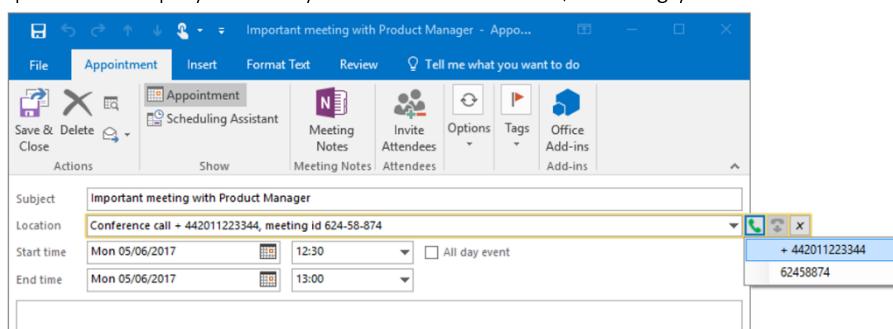 Important meeting with Product Manager - Appo...
File Appointment Insert Format Text Review Tell me what you want to do
Save & Close
Delete
Appointment
Scheduling Assistant
Meeting Notes
Invite Attendees
Options
Tags
Office Add-ins
Actions Show Meeting Notes Attendees Add-ins
Subject Important meeting with Product Manager
Location Conference call + 442011223344, meeting id 624-58-874 x
+ 442011223344
Start time Mon 05/06/2017 12:30 All day event
62458874
End time Mon 05/06/2017 13:00